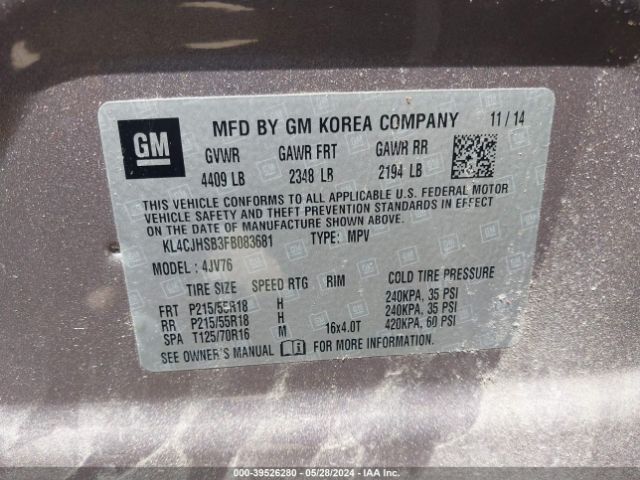 GM
MFD BY GM KOREA COMPANY 11 / 14
GVWR GAWR FRT GAWR RR
4409 LB 2348 LB 2194 LB
THIS VEHICLE CONFORMS TO ALL APPLICABLE U.S. FEDERAL MOTOR
VEHICLE SAFETY AND THEFT PREVENTION STANDARDS IN EFFECT
ON THE DATE OF MANUFACTURE SHOWN ABOVE.
KL4CJHSB3FB083681 TYPE: MPV
MODEL: 4JV76
TIRE SIZE SPEED RTG RIM COLD TIRE PRESSURE
FRT P215/55R18 H 240KPA, 35 PSI
RR P215/55R18 H 240KPA, 35 PSI
SPA T125/70R16 M 16x4.0T 420KPA, 60 PSI
SEE OWNER'S MANUAL FOR MORE INFORMATION.
000-39526280 - 05/28/2024 - IAA Inc.